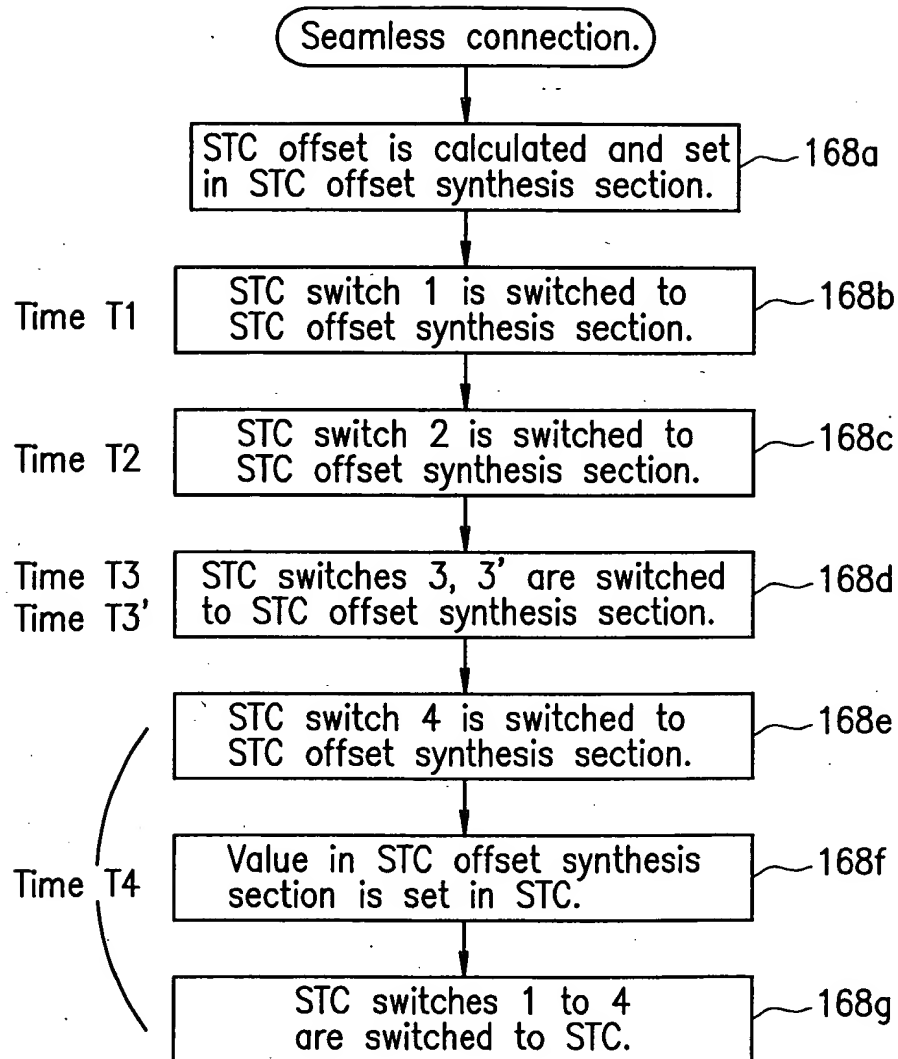 Seamless connection.
STC offset is calculated and set
in STC offset synthesis section.
168a
Time T1
STC switch 1 is switched to
STC offset synthesis section.
168b
Time T2
STC switch 2 is switched to
STC offset synthesis section.
168c
Time T3
Time T3'
STC switches 3, 3' are switched
to STC offset synthesis section.
168d
STC switch 4 is switched to
STC offset synthesis section.
168e
Time T4
Value in STC offset synthesis
section is set in STC.
168f
STC switches 1 to 4
are switched to STC.
168g